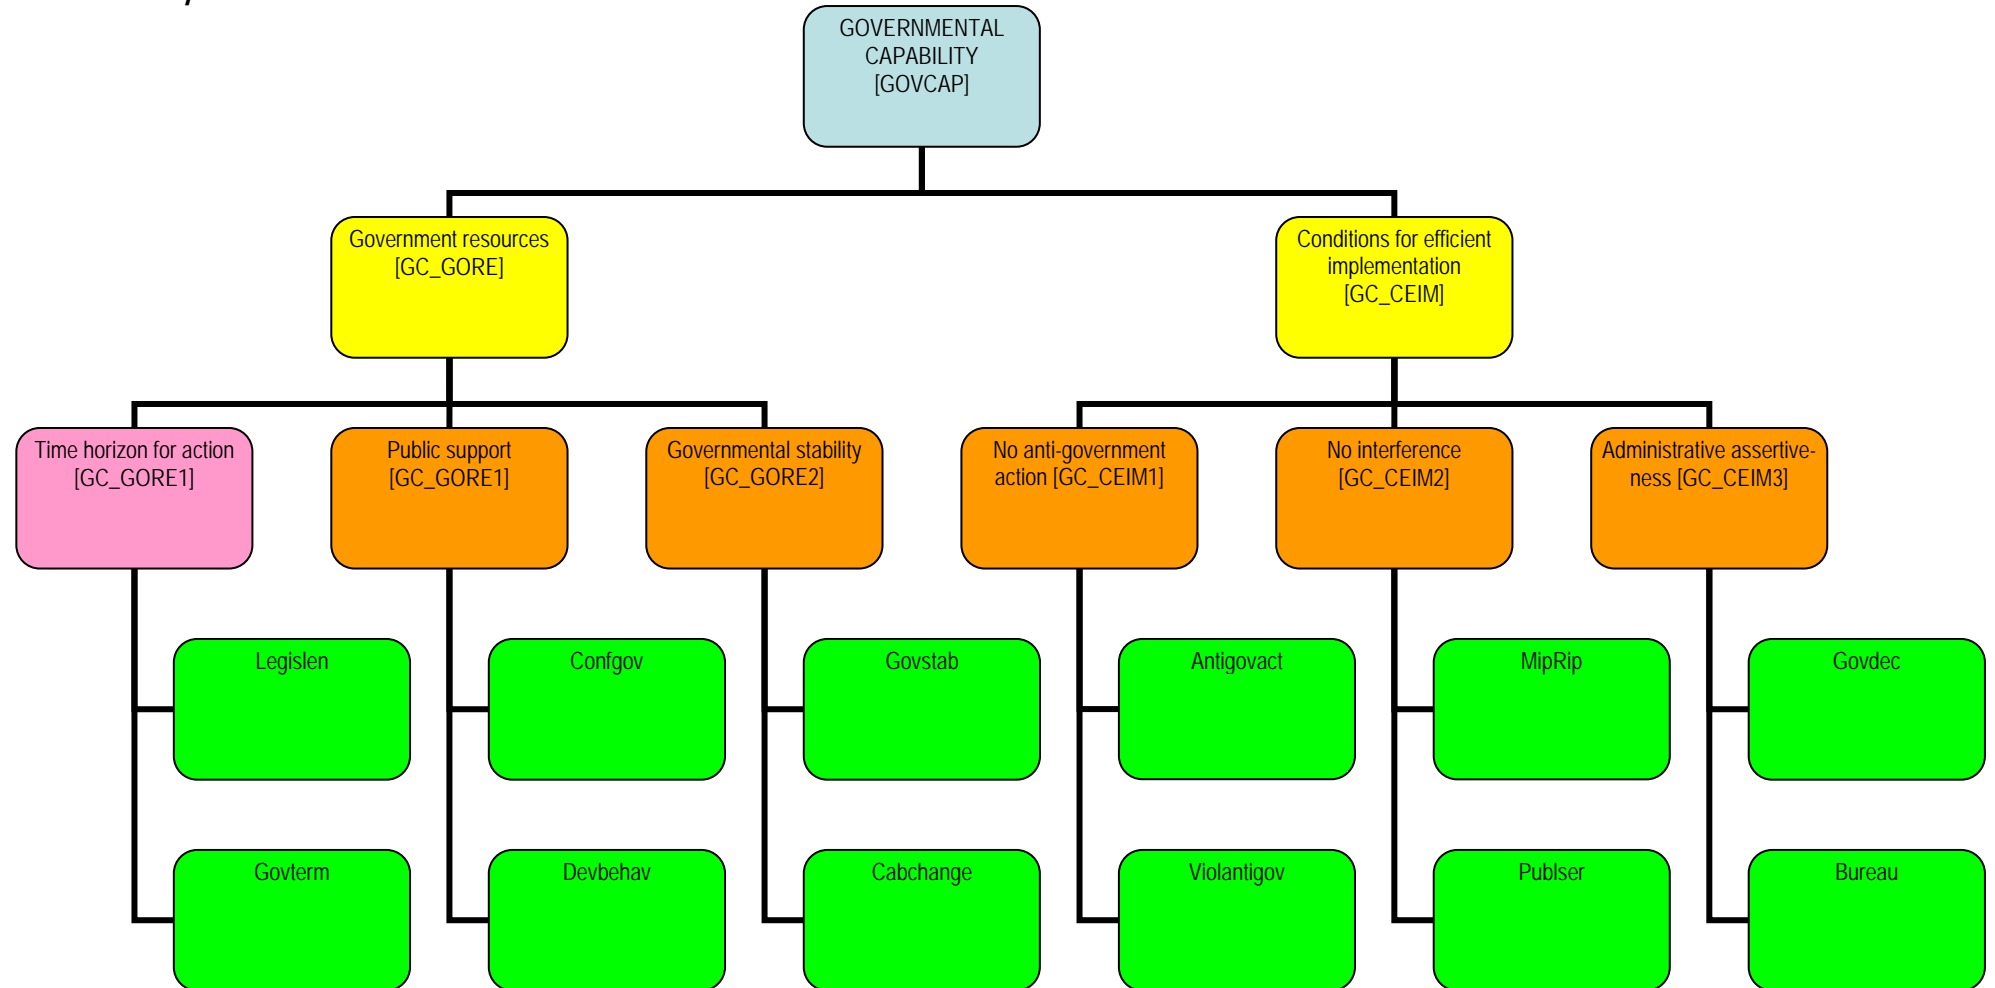 GOVERNMENTAL
CAPABILITY
[GOVCAP]
Government resources
[GC_GORE]
Conditions for efficient
implementation
[GC_CEIM]
Time horizon for action
[GC_GORE1]
Public support
[GC_GORE1]
Governmental stability
[GC_GORE2]
No anti-government
action [GC_CEIM1]
No interference
[GC_CEIM2]
Administrative assertive-
ness [GC_CEIM3]
Legislen
Confgov
Govstab
Antigovact
MipRip
Govdec
Govterm
Devbehav
Cabchange
Violantigov
Publser
Bureau